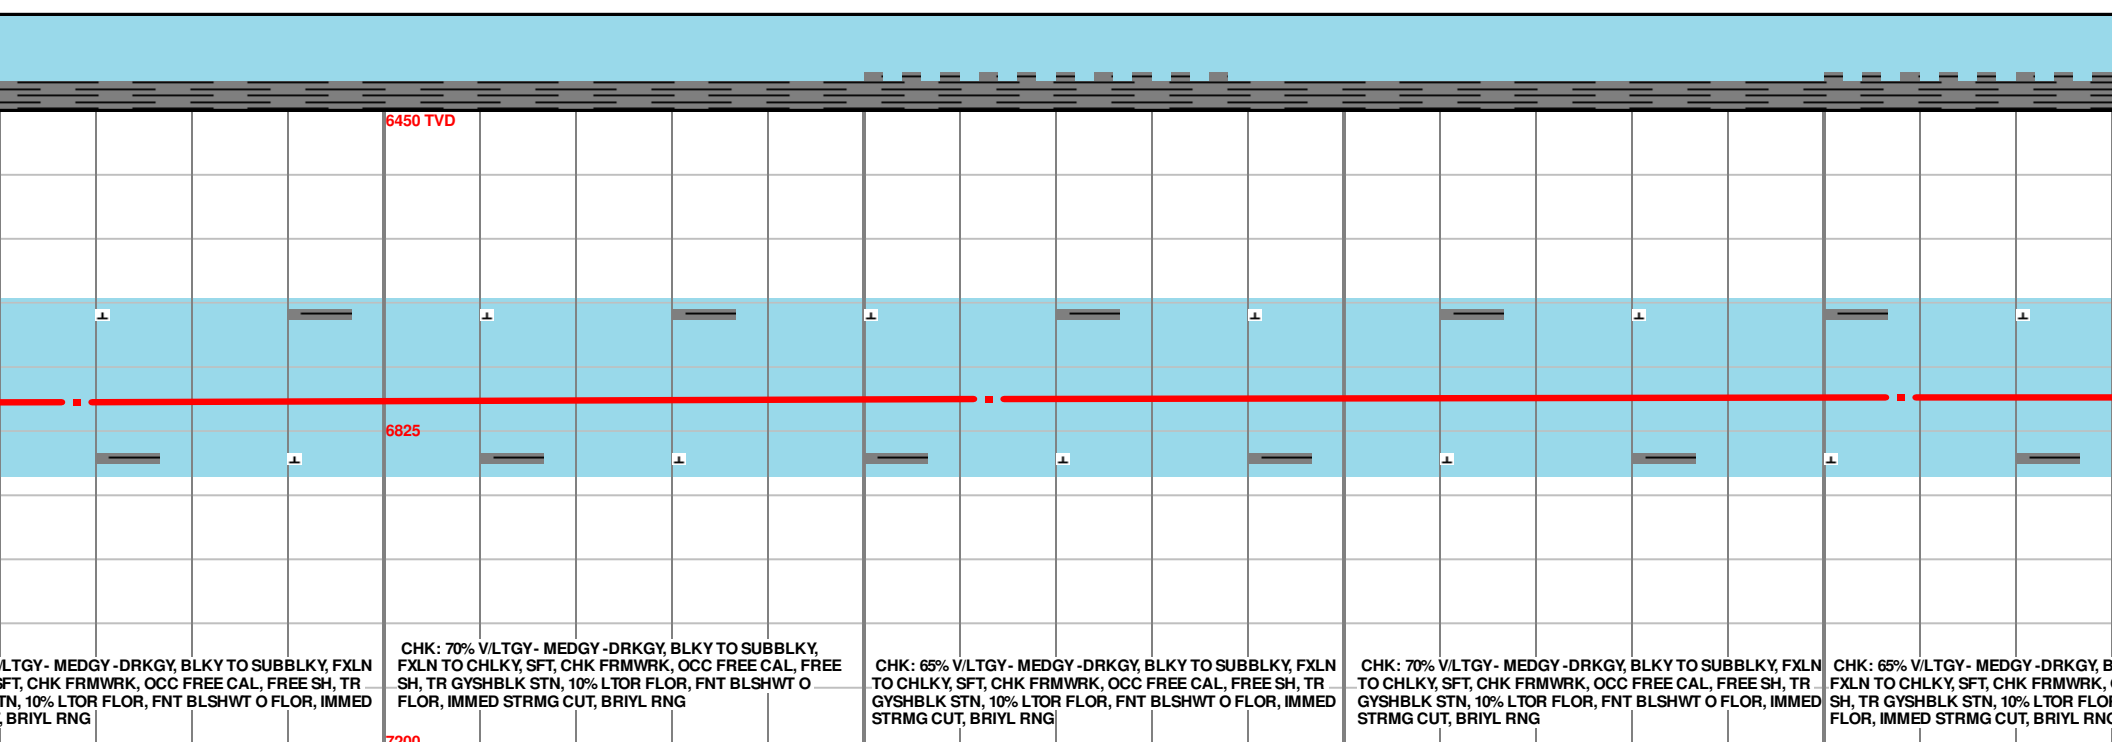 6450 TVD
6825
/LTGY- MEDGY -DRKGY, BLKY TO SUBBLKY, FXLN
SFT, CHK FRMWRK, OCC FREE CAL, FREE SH, TR
TN, 10% LTOR FLOR, FNT BLSHWT O FLOR, IMMED
, BRIYL RNG
CHK: 70% V/LTGY- MEDGY -DRKGY, BLKY TO SUBBLKY,
FXLN TO CHLKY, SFT, CHK FRMWRK, OCC FREE CAL, FREE
SH, TR GYSHBLK STN, 10% LTOR FLOR, FNT BLSHWT O
FLOR, IMMED STRMG CUT, BRIYL RNG
7200
CHK: 65% V/LTGY- MEDGY -DRKGY, BLKY TO SUBBLKY, FXLN
TO CHLKY, SFT, CHK FRMWRK, OCC FREE CAL, FREE SH, TR
GYSHBLK STN, 10% LTOR FLOR, FNT BLSHWT O FLOR, IMMED
STRMG CUT, BRIYL RNG
CHK: 70% V/LTGY- MEDGY -DRKGY, BLKY TO SUBBLKY, FXLN
TO CHLKY, SFT, CHK FRMWRK, OCC FREE CAL, FREE SH, TR
GYSHBLK STN, 10% LTOR FLOR, FNT BLSHWT O FLOR, IMMED
STRMG CUT, BRIYL RNG
CHK: 65% V/LTGY- MEDGY -DRKGY, B
FXLN TO CHLKY, SFT, CHK FRMWRK,
SH, TR GYSHBLK STN, 10% LTOR FLOR
FLOR, IMMED STRMG CUT, BRIYL RNG